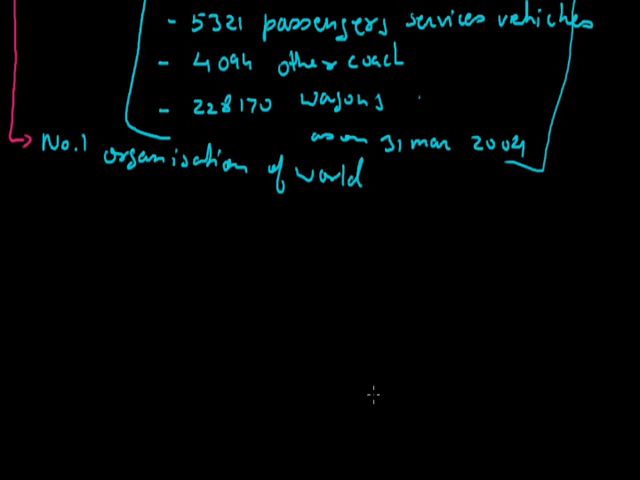 - 5321 passengers services vehicles
- 4094 other coach
- 228170 wagons
as on 31 mar 2004
No.1 organisation of world